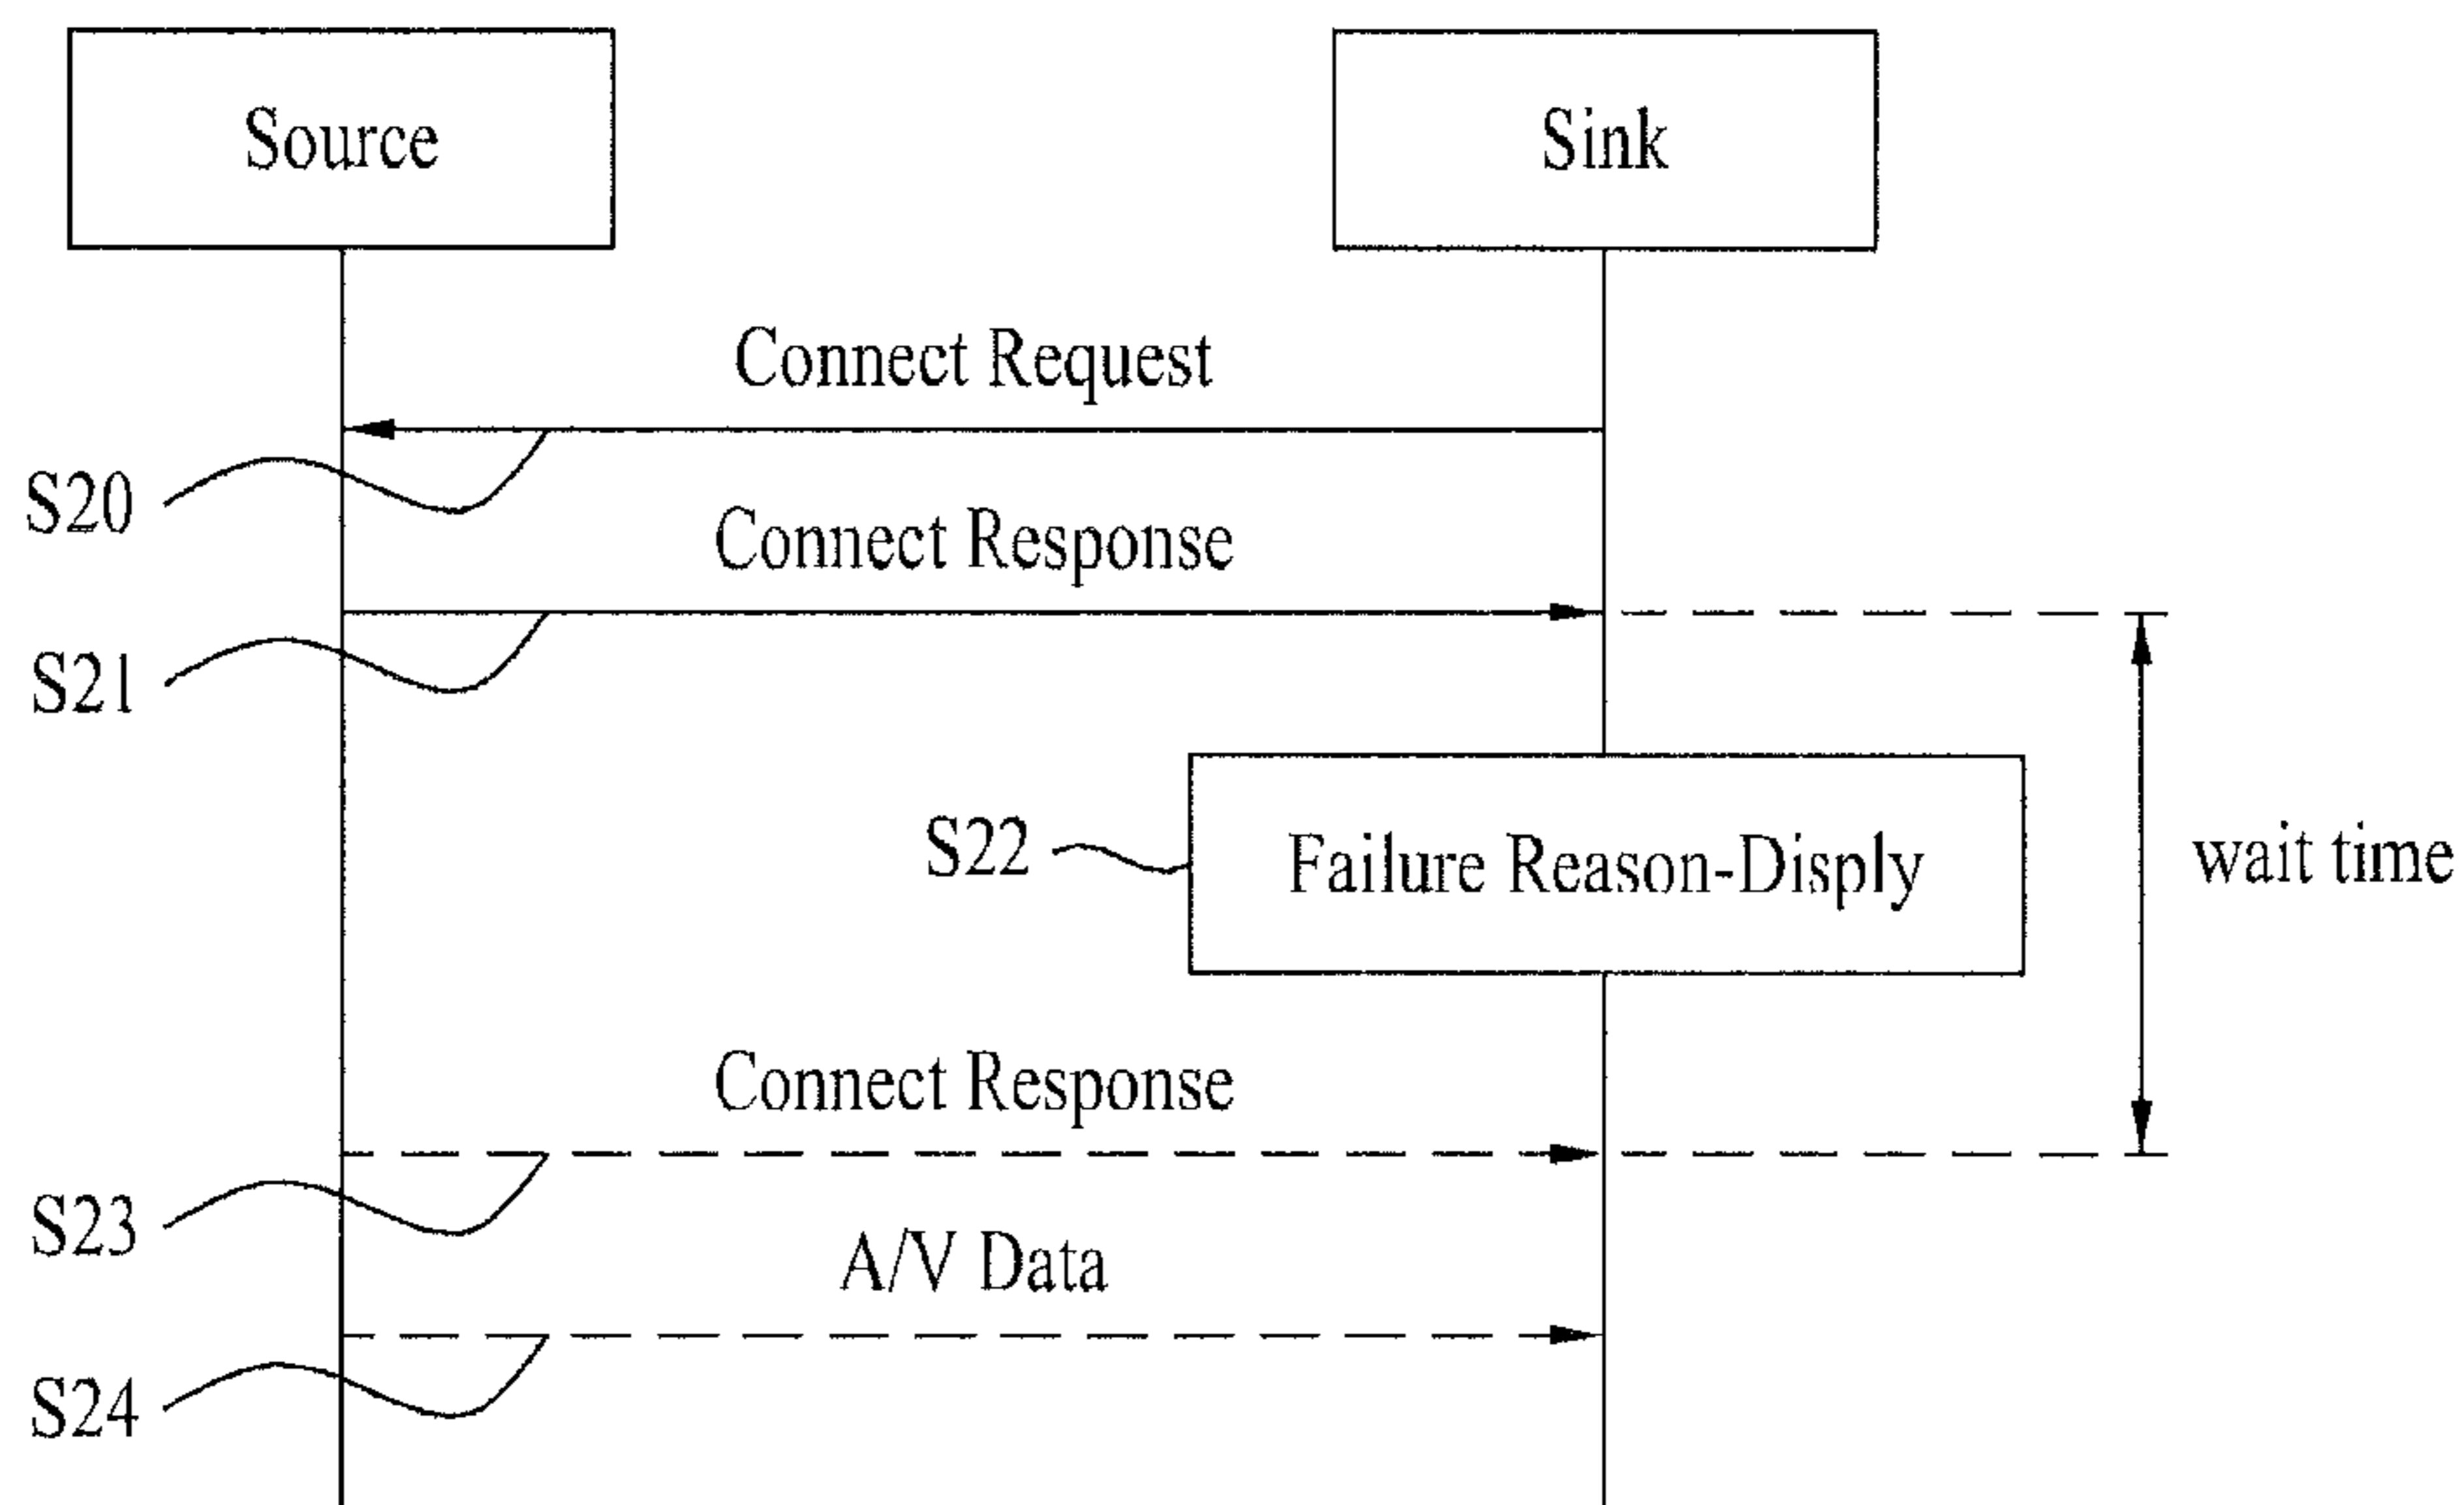 Source
Sink
Connect Request
S20
Connect Response
S21
S22
Failure Reason-Disply
wait time
Connect Response
S23
A/V Data
S24